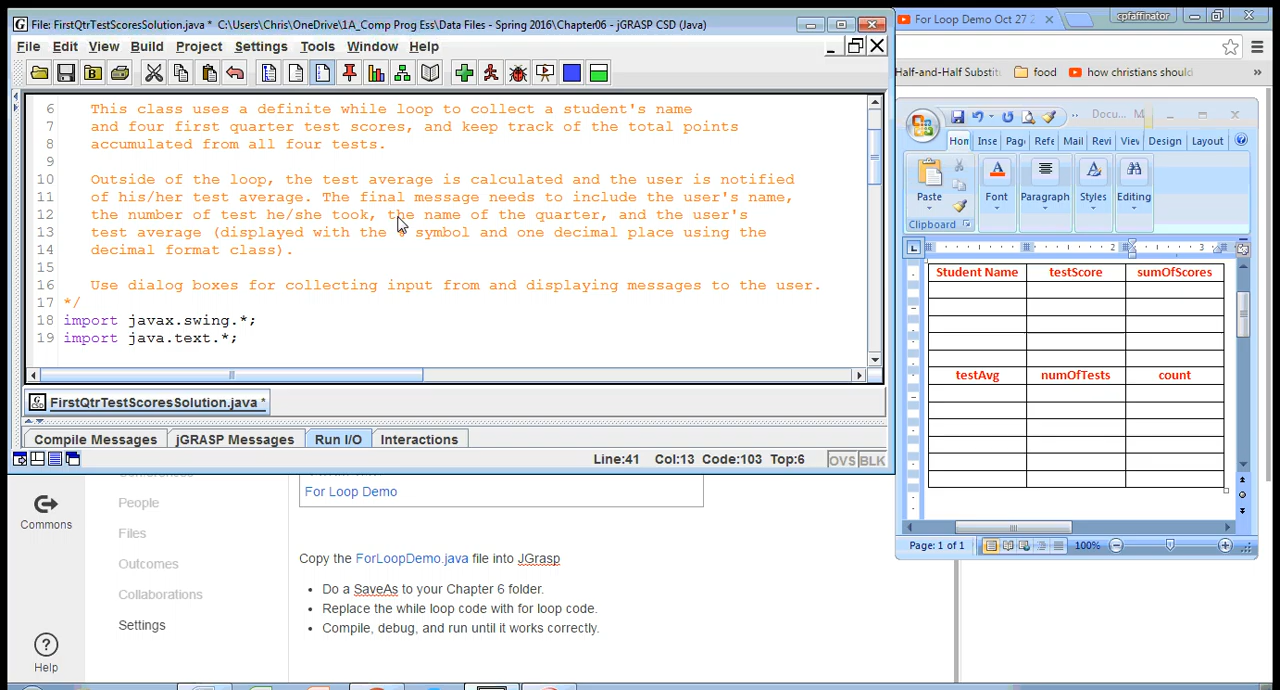 File: FirstQtrTestScoresSolution.java * C:\Users\Chris\OneDrive\1A_Comp Prog Ess\Data Files - Spring 2016\Chapter06 - jGRASP CSD (Java)
File Edit View Build Project Settings Tools Window Help
6 This class uses a definite while loop to collect a student's name
7 and four first quarter test scores, and keep track of the total points
8 accumulated from all four tests.
9
10 Outside of the loop, the test average is calculated and the user is notified
11 of his/her test average. The final message needs to include the user's name,
12 the number of test he/she took, the name of the quarter, and the user's
13 test average (displayed with the % symbol and one decimal place using the
14 decimal format class).
15
16 Use dialog boxes for collecting input from and displaying messages to the user.
17 */
18 import javax.swing.*;
19 import java.text.*;
FirstQtrTestScoresSolution.java *
Compile Messages jGRASP Messages Run I/O Interactions
Line:41 Col:13 Code:103 Top:6 OVS BLK
For Loop Demo Oct 27 2
cpfaffinator
Half-and-Half Substitu food how christians should »
Docu... M
Hom Inse Page Refe Mail Revi View Design Layout
Paste Font Paragraph Styles Editing
Clipboard
2 3
Student Name testScore sumOfScores
testAvg numOfTests count
Page: 1 of 1 100%
Commons
Help
People
Files
Outcomes
Collaborations
Settings
For Loop Demo
Copy the ForLoopDemo.java file into JGrasp
• Do a SaveAs to your Chapter 6 folder.
• Replace the while loop code with for loop code.
• Compile, debug, and run until it works correctly.